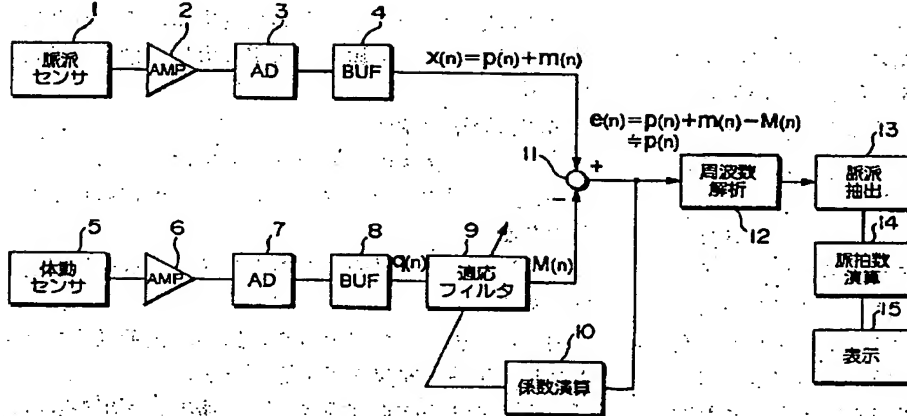 1
脈派
センサ
2
AMP
3
AD
4
BUF
x(n)=p(n)+m(n)
e(n)=p(n)+m(n)-M(n)
≒p(n)
11
+
-
周波数
解析
12
13
脈派
抽出
14
脈拍数
演算
15
表示
5
体動
センサ
6
AMP
7
AD
8
BUF
q(n)
9
適応
フィルタ
M(n)
10
係数演算